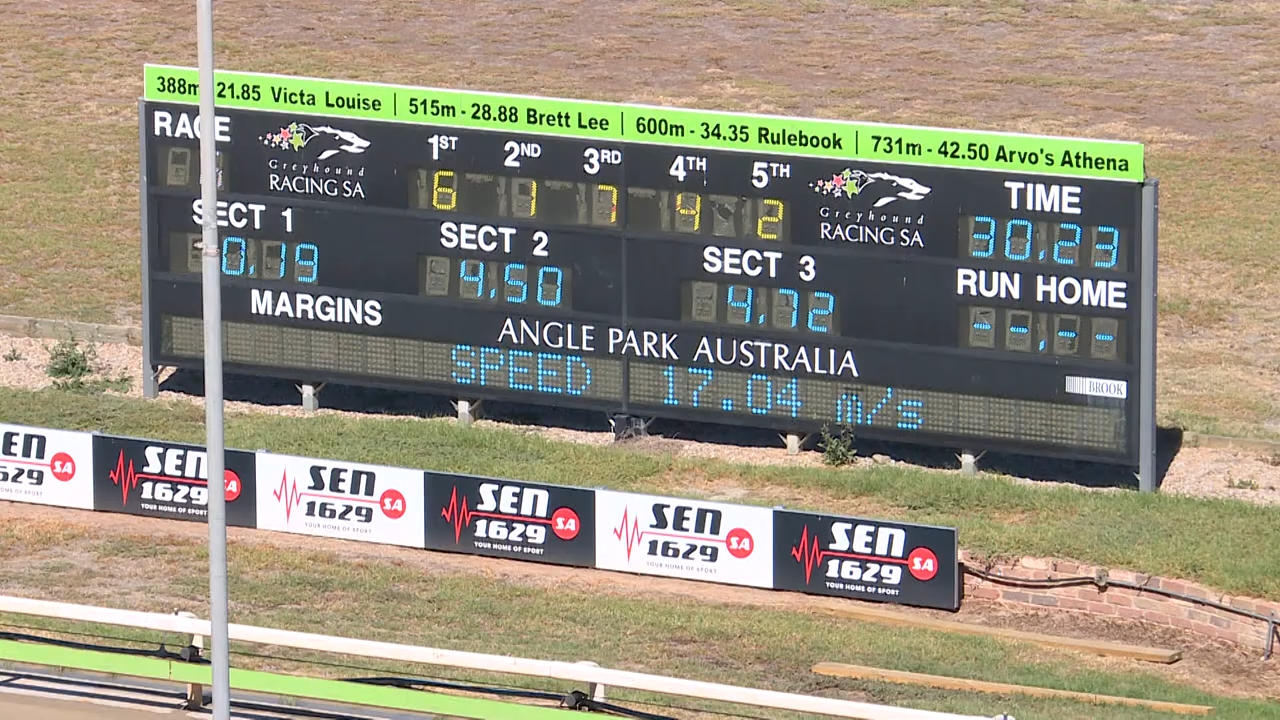 388m 21.85 Victa Louise | 515m - 28.88 Brett Lee | 600m - 34.35 Rulebook | 731m - 42.50 Arvo's Athena
RACE
Greyhound
RACING SA
1ST 2ND 3RD 4TH 5TH
6 1 7 4 2
Greyhound
RACING SA
TIME
30.23
SECT 1
0.19
SECT 2
4.50
SECT 3
4.72
RUN HOME
--.--
MARGINS
ANGLE PARK AUSTRALIA
SPEED 17.04 m/s
BROOK
SEN
1629 SA
YOUR HOME OF SPORT
SEN
1629 SA
YOUR HOME OF SPORT
SEN
1629 SA
YOUR HOME OF SPORT
SEN
1629 SA
YOUR HOME OF SPORT
SEN
1629 SA
YOUR HOME OF SPORT
SEN
1629 SA
YOUR HOME OF SPORT